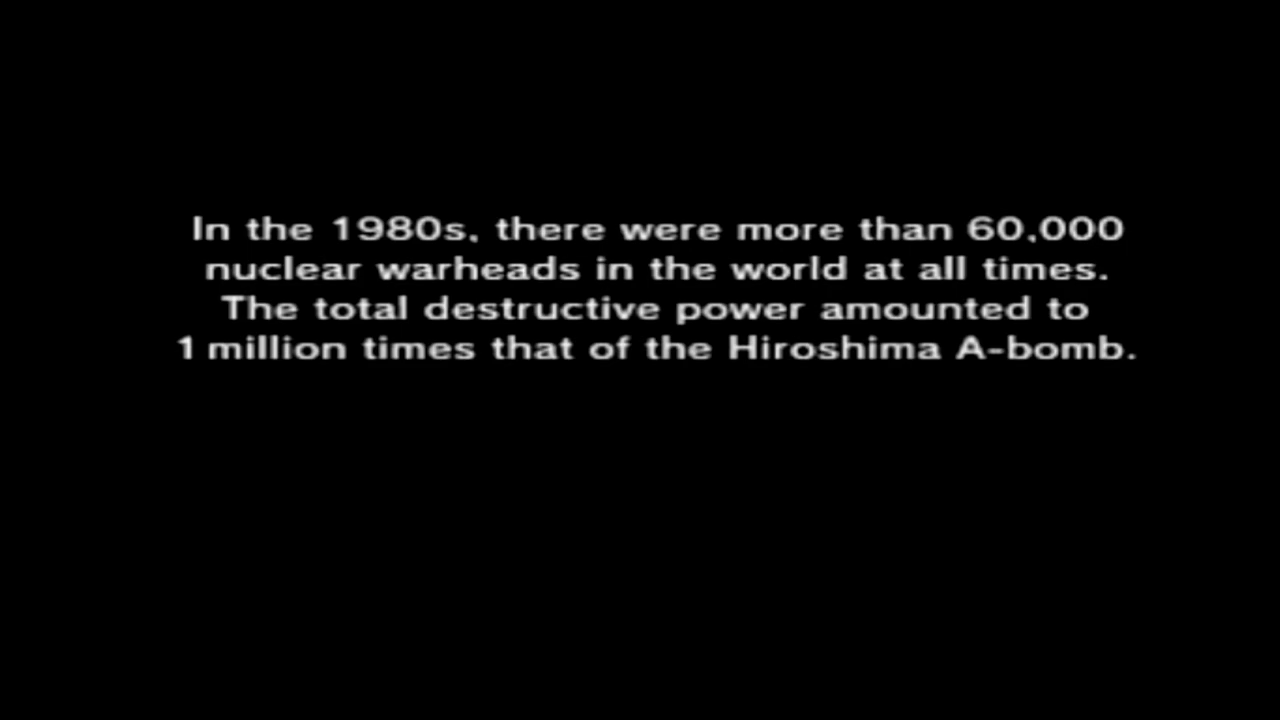 In the 1980s, there were more than 60,000
nuclear warheads in the world at all times.
The total destructive power amounted to
1 million times that of the Hiroshima A-bomb.